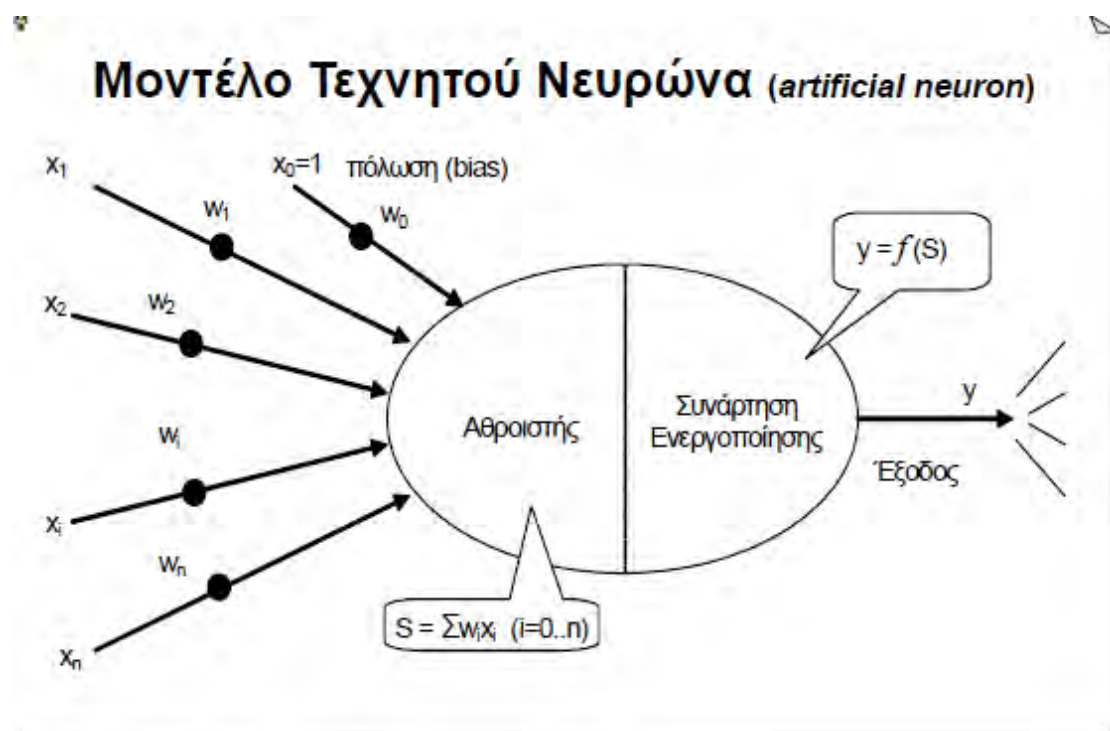 Μοντέλο Τεχνητού Νευρώνα (artificial neuron)
x₁
x₀=1 πόλωση (bias)
w₁
w₀
y = f(S)
x₂
w₂
Αθροιστής
Συνάρτηση
Ενεργοποίησης
y
Έξοδος
wᵢ
xᵢ
wₙ
S = Σwᵢxᵢ (i=0..n)
xₙ